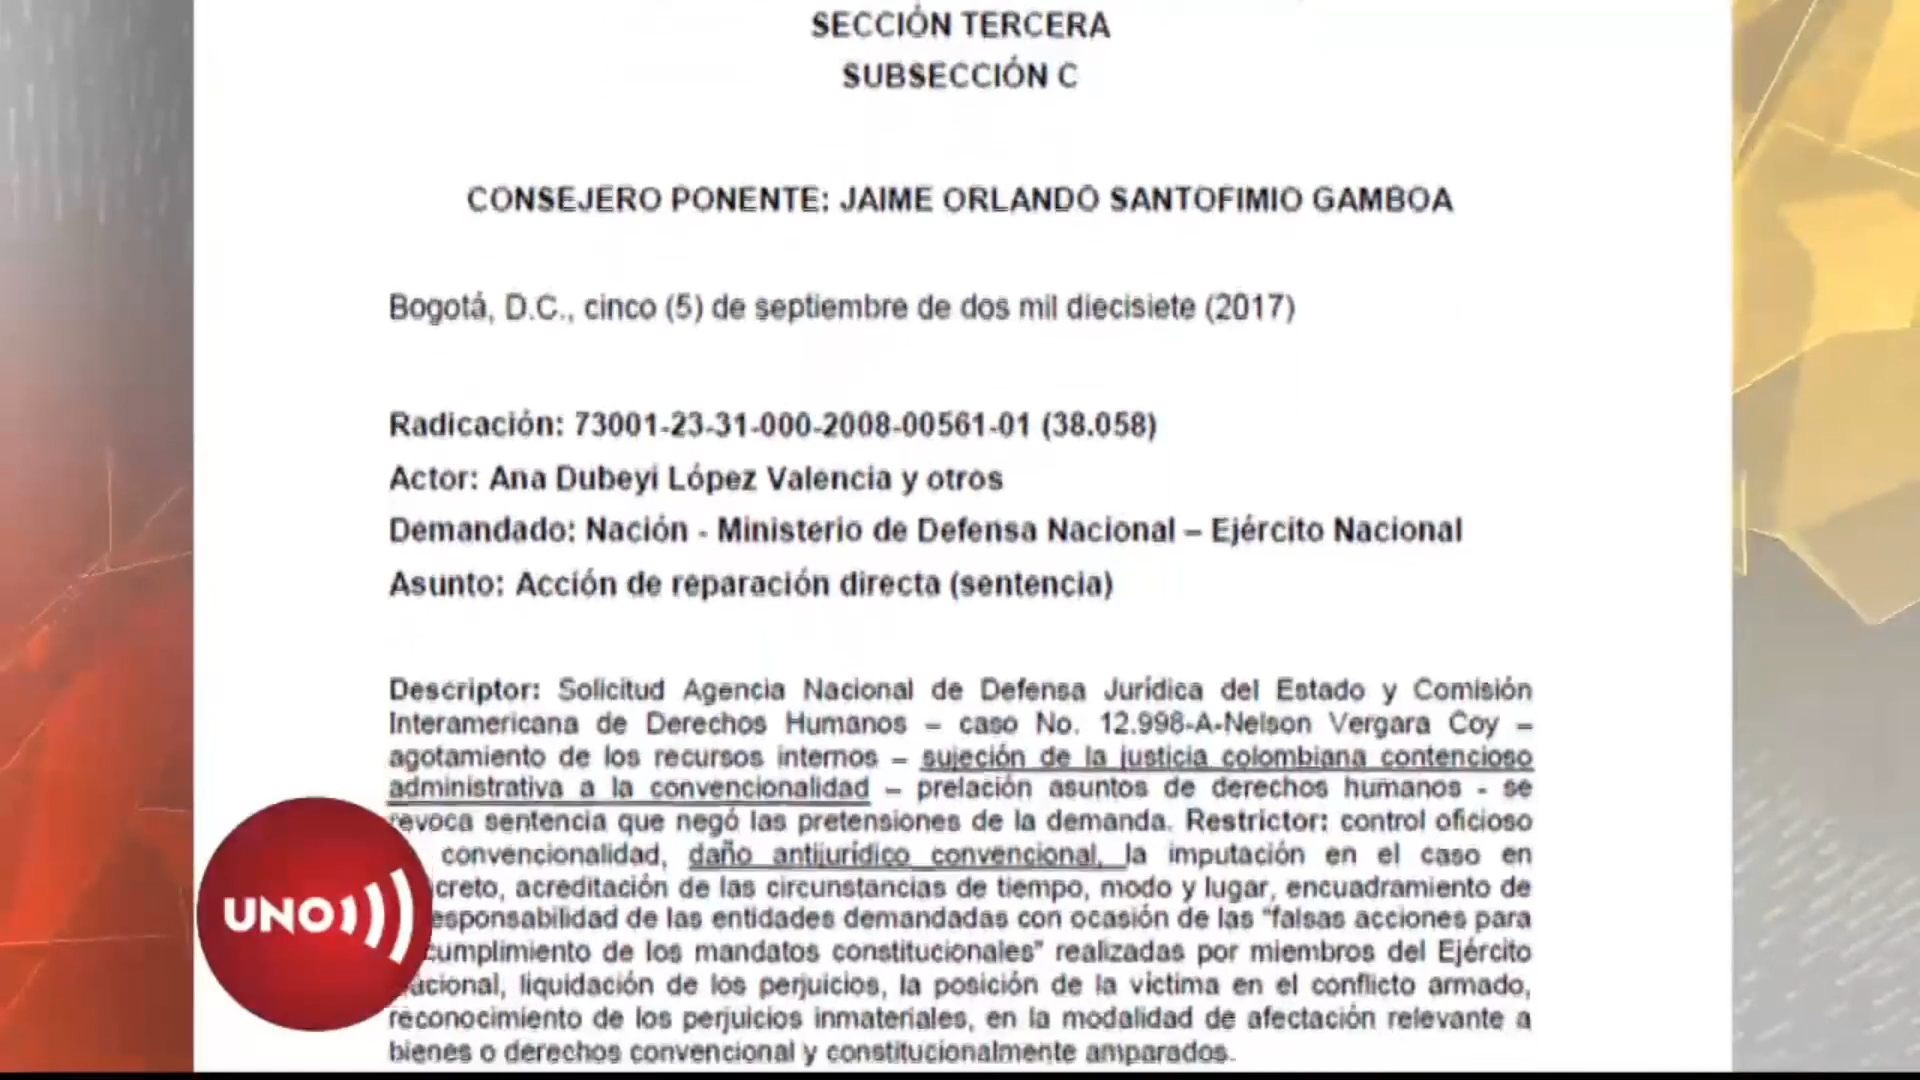 SECCIÓN TERCERA
SUBSECCIÓN C
CONSEJERO PONENTE: JAIME ORLANDO SANTOFIMIO GAMBOA
Bogotá, D.C., cinco (5) de septiembre de dos mil diecisiete (2017)
Radicación: 73001-23-31-000-2008-00561-01 (38.058)
Actor: Ana Dubeyi López Valencia y otros
Demandado: Nación - Ministerio de Defensa Nacional – Ejército Nacional
Asunto: Acción de reparación directa (sentencia)
Descriptor: Solicitud Agencia Nacional de Defensa Jurídica del Estado y Comisión
Interamericana de Derechos Humanos – caso No. 12.998-A-Nelson Vergara Coy –
agotamiento de los recursos internos – sujeción de la justicia colombiana contencioso
administrativa a la convencionalidad – prelación asuntos de derechos humanos - se
revoca sentencia que negó las pretensiones de la demanda. Restrictor: control oficioso
convencionalidad, daño antijurídico convencional, la imputación en el caso en
creto, acreditación de las circunstancias de tiempo, modo y lugar, encuadramiento de
esponsabilidad de las entidades demandadas con ocasión de las "falsas acciones para
cumplimiento de los mandatos constitucionales" realizadas por miembros del Ejército
acional, liquidación de los perjuicios, la posición de la víctima en el conflicto armado,
reconocimiento de los perjuicios inmateriales, en la modalidad de afectación relevante a
bienes o derechos convencional y constitucionalmente amparados.
UNO1